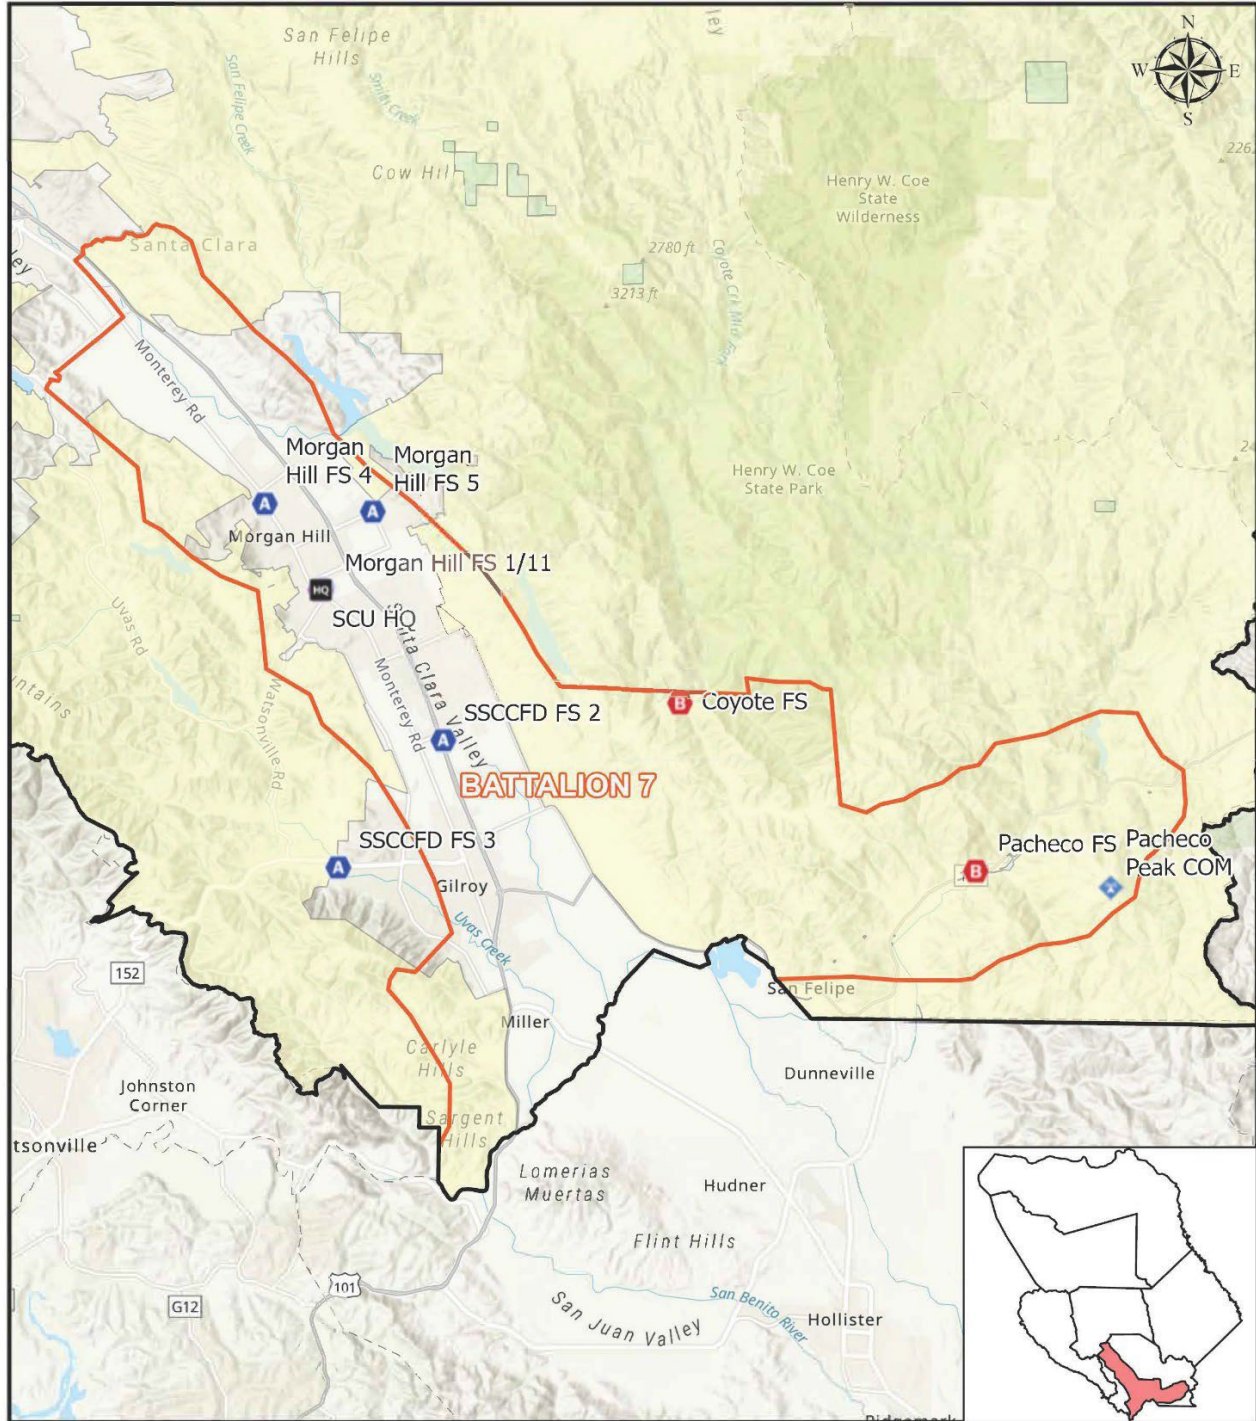 San Felipe
Hills
ley
N
W
E
S
San Felipe Creek
Smith Creek
Cow Hill
Henry W. Coe
State
Wilderness
Santa Clara
2780 ft
3213 ft
Coyote Crk Mid Fork
ley
Monterey Rd
Morgan
Hill FS 4
Morgan
Hill FS 5
Henry W. Coe
State Park
A
A
Morgan Hill
Morgan Hill FS 1/11
HQ
SCU HQ
Uvas Rd
Santa Clara Valley
Monterey Rd
Watsonville Rd
untains
B
Coyote FS
SSCCFD FS 2
A
BATTALION 7
SSCCFD FS 3
A
Gilroy
Pacheco FS
B
Pacheco
Peak COM
Uvas Creek
152
San Felipe
Miller
Carlyle
Hills
Dunneville
Johnston
Corner
Sargent
Hills
tsonville
Lomerias
Muertas
Hudner
Flint Hills
101
G12
San Juan Valley
San Benito River
Hollister
Ridgemark